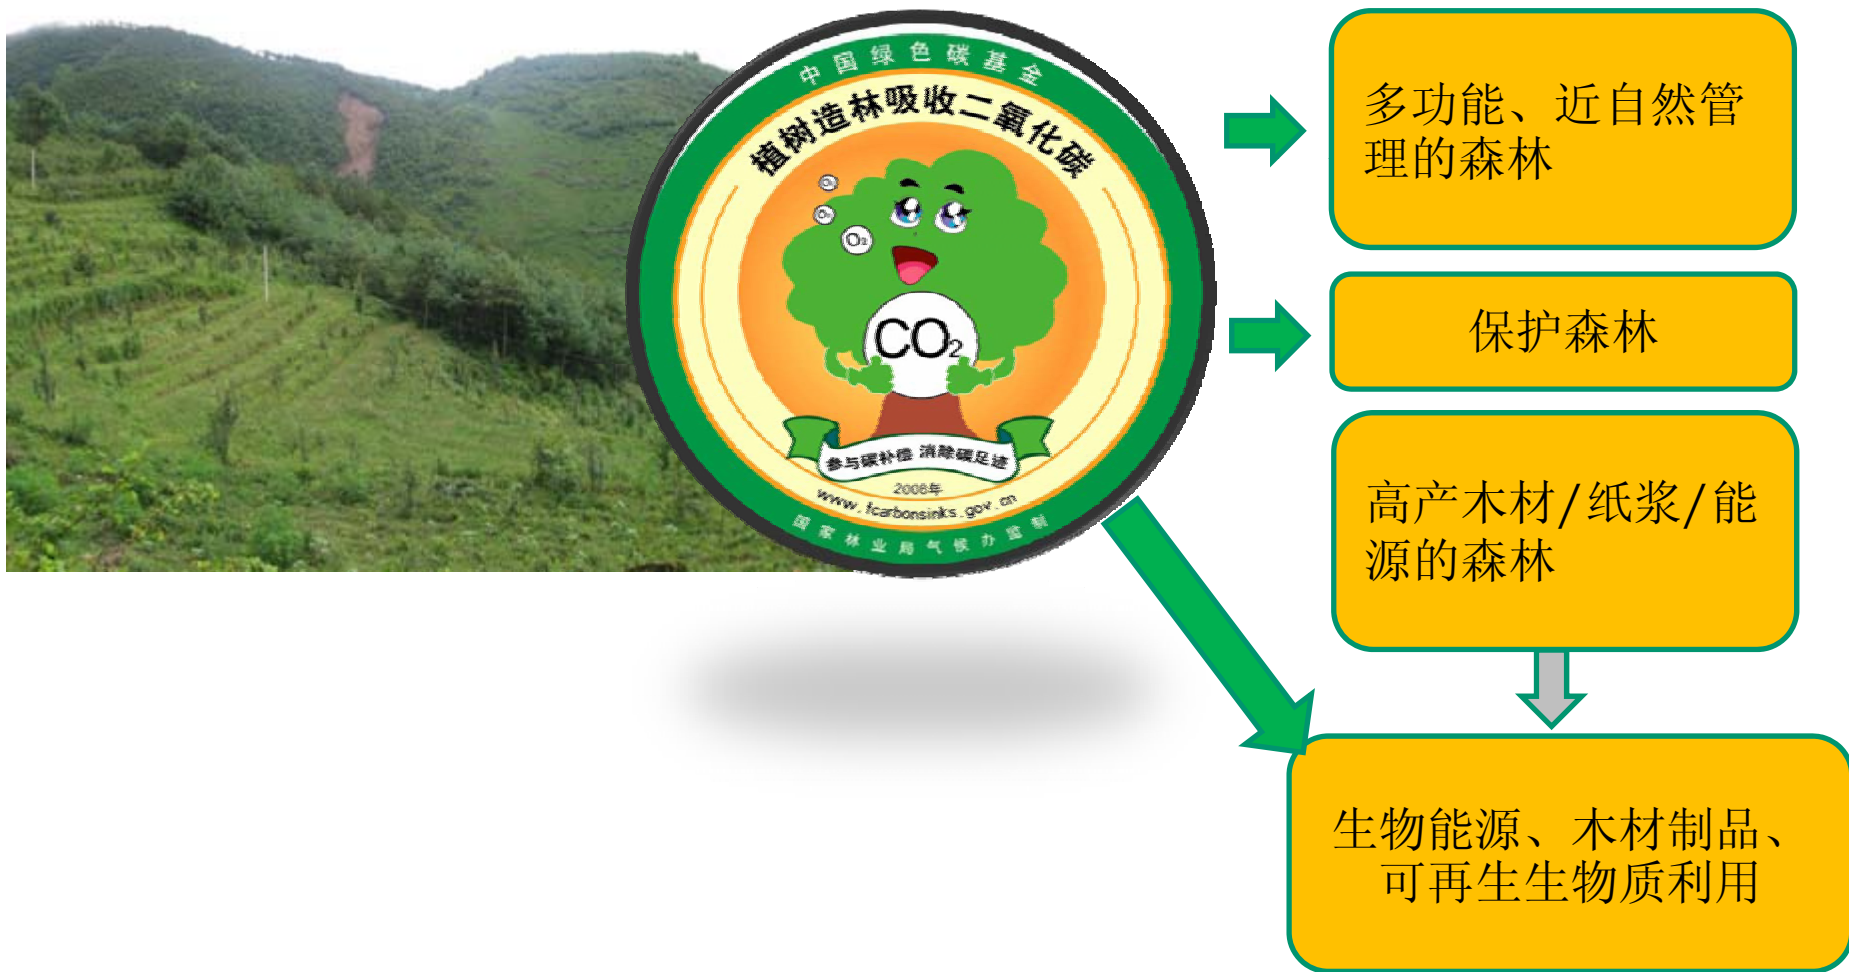 中国绿色碳基金
植树造林吸收二氧化碳
O₂
O₂
O₂
CO₂
参与碳补偿 消除碳足迹
2008年
www.fcarbonsinks.gov.cn
国家林业局气候办监制
多功能、近自然管
理的森林
保护森林
高产木材/纸浆/能
源的森林
生物能源、木材制品、
可再生生物质利用